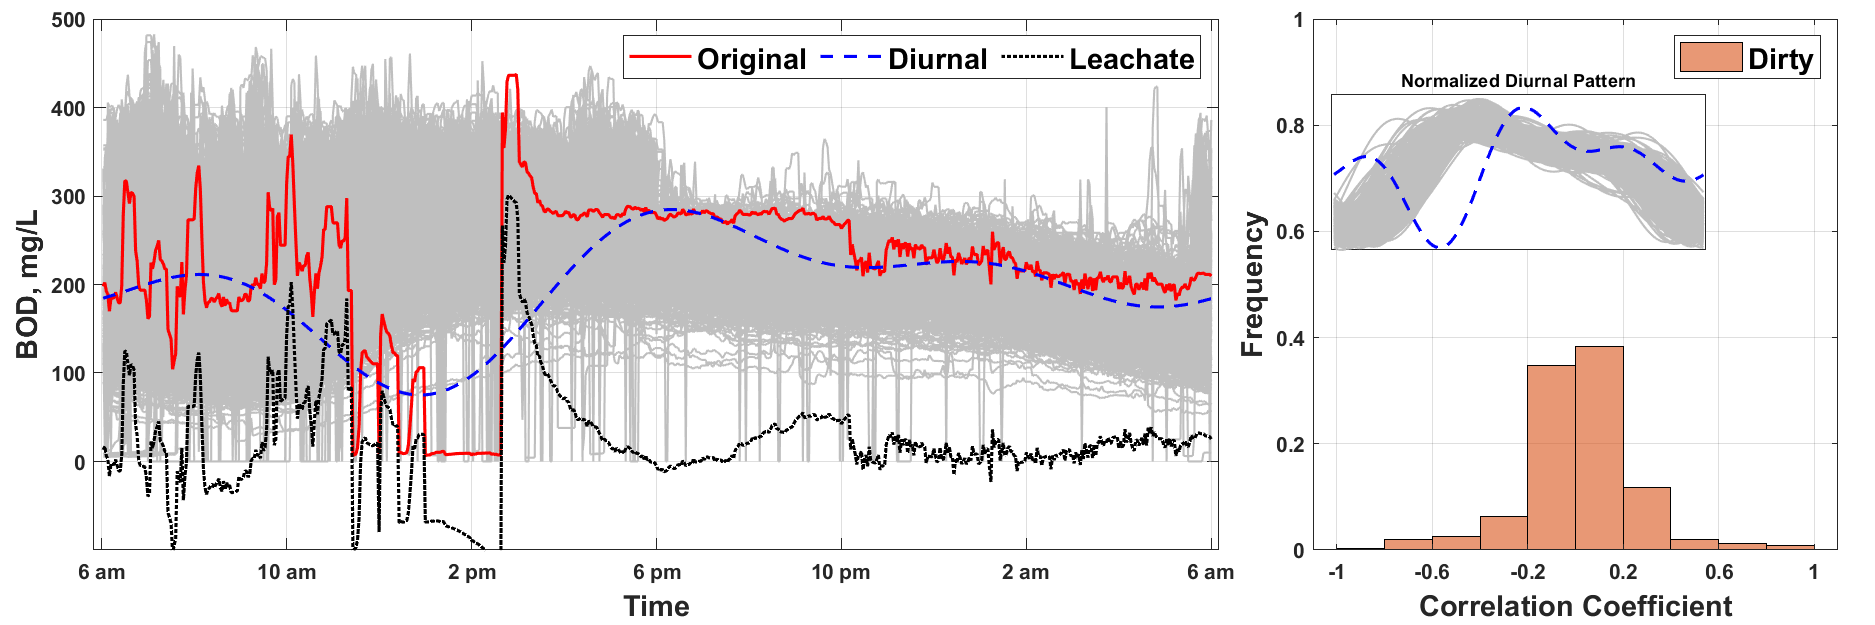 500
400
300
200
100
0
BOD, mg/L
Original Diurnal Leachate
6 am 10 am 2 pm 6 pm 10 pm 2 am 6 am
Time
1
0.8
0.6
0.4
0.2
0
Frequency
Dirty
Normalized Diurnal Pattern
-1 -0.6 -0.2 0.2 0.6 1
Correlation Coefficient